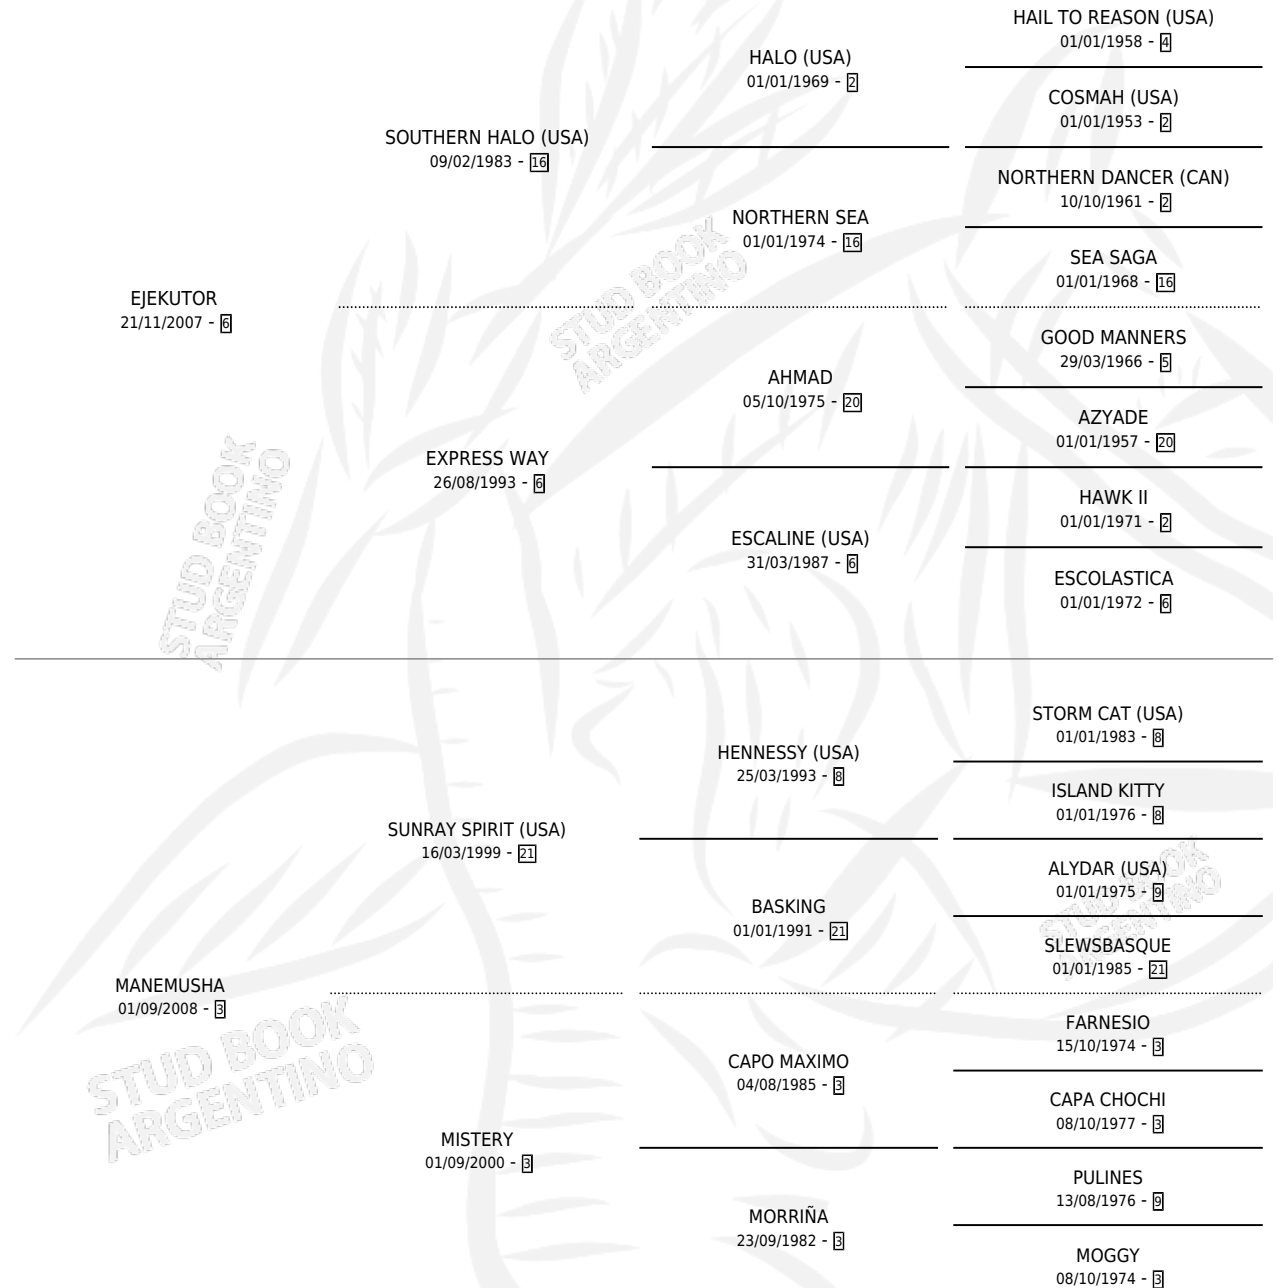 HAIL TO REASON (USA)
01/01/1958 - 4
HALO (USA)
01/01/1969 - 2
COSMAH (USA)
01/01/1953 - 2
SOUTHERN HALO (USA)
09/02/1983 - 16
NORTHERN DANCER (CAN)
10/10/1961 - 2
NORTHERN SEA
01/01/1974 - 16
SEA SAGA
01/01/1968 - 16
EJEKUTOR
21/11/2007 - 6
GOOD MANNERS
29/03/1966 - 5
AHMAD
05/10/1975 - 20
AZYADE
01/01/1957 - 20
EXPRESS WAY
26/08/1993 - 6
HAWK II
01/01/1971 - 2
ESCALINE (USA)
31/03/1987 - 6
ESCOLASTICA
01/01/1972 - 6
STUD BOOK
ARGENTINO
STUD BOOK
ARGENTINO
STORM CAT (USA)
01/01/1983 - 8
HENNESSY (USA)
25/03/1993 - 8
ISLAND KITTY
01/01/1976 - 8
SUNRAY SPIRIT (USA)
16/03/1999 - 21
ALYDAR (USA)
01/01/1975 - 9
BASKING
01/01/1991 - 21
SLEWSBASQUE
01/01/1985 - 21
MANEMUSHA
01/09/2008 - 3
FARNESIO
15/10/1974 - 3
CAPO MAXIMO
04/08/1985 - 3
CAPA CHOCHI
08/10/1977 - 3
MISTERY
01/09/2000 - 3
PULINES
13/08/1976 - 9
MORRIÑA
23/09/1982 - 3
MOGGY
08/10/1974 - 3
STUD BOOK
ARGENTINO
STUD BOOK
ARGENTINO